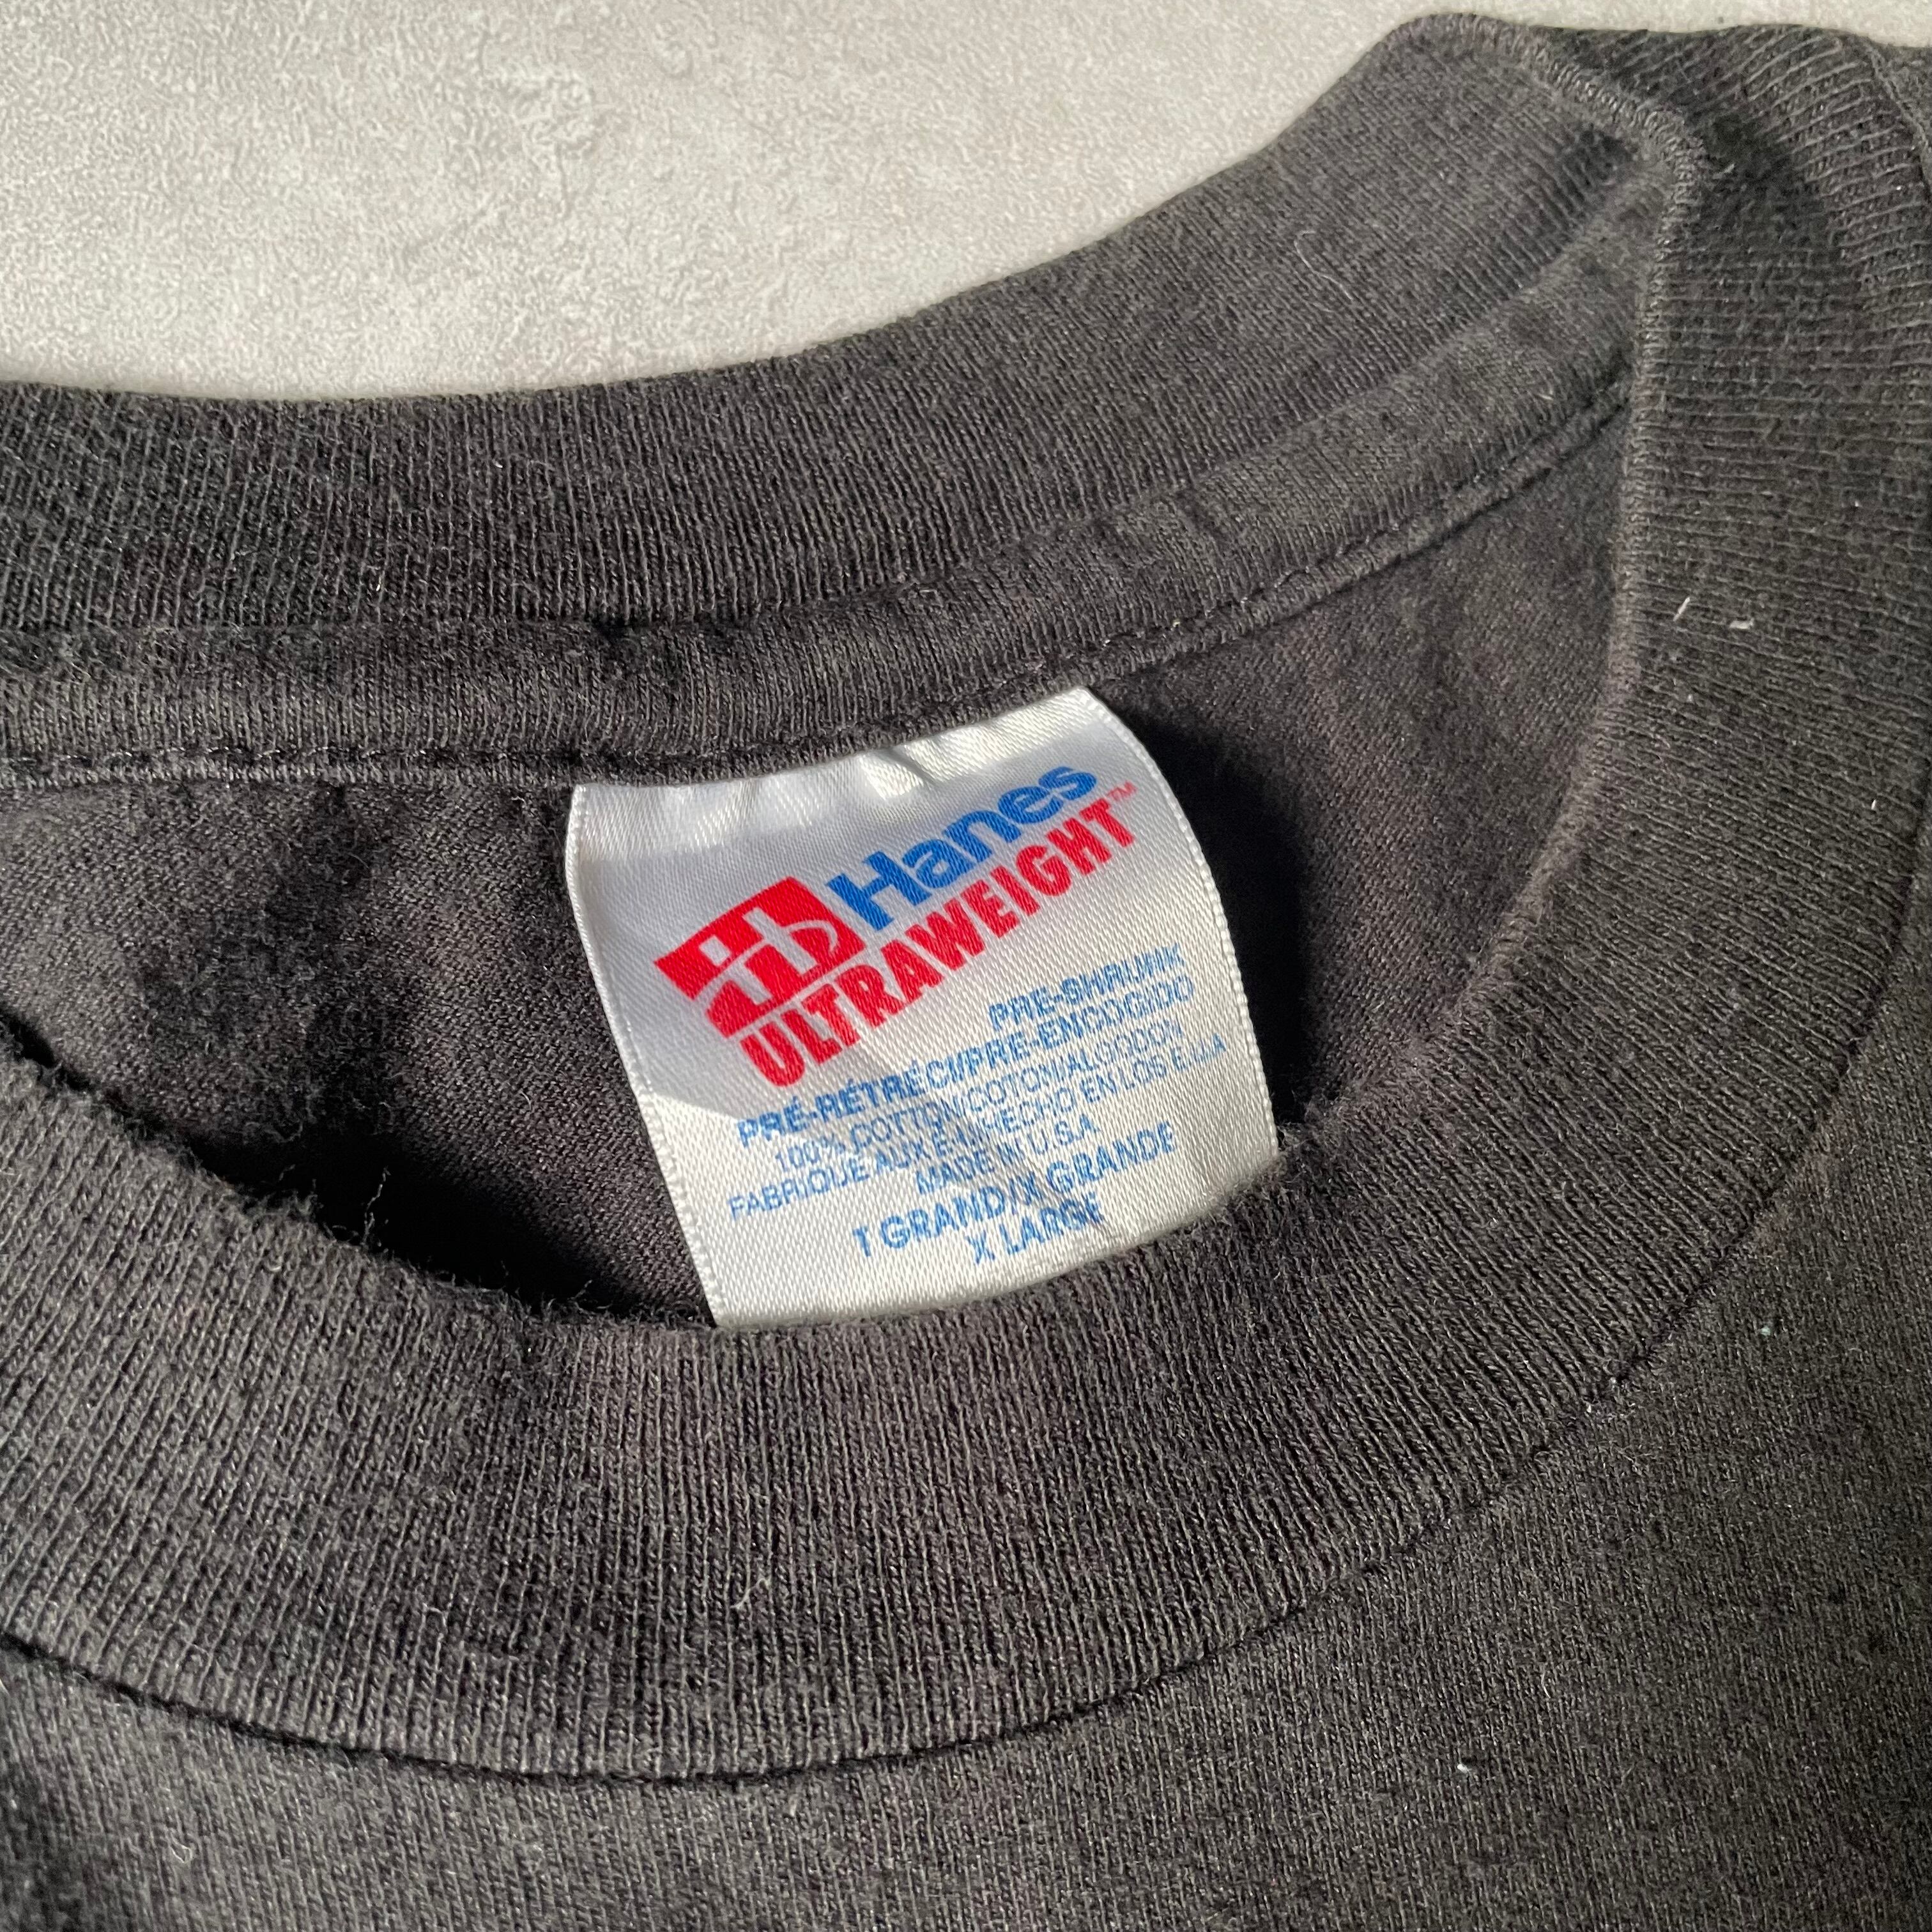 Hanes
ULTRAWEIGHT™
PRE-SHRUNK
PRÉ-RÉTRÉCI/PRE-ENCOGIDO
100% COTTON/COTON/ALGODON
FABRIQUE AUX É-U/HECHO EN LOS E.U.A
MADE IN U.S.A
T GRAND/X GRANDE
X LARGE